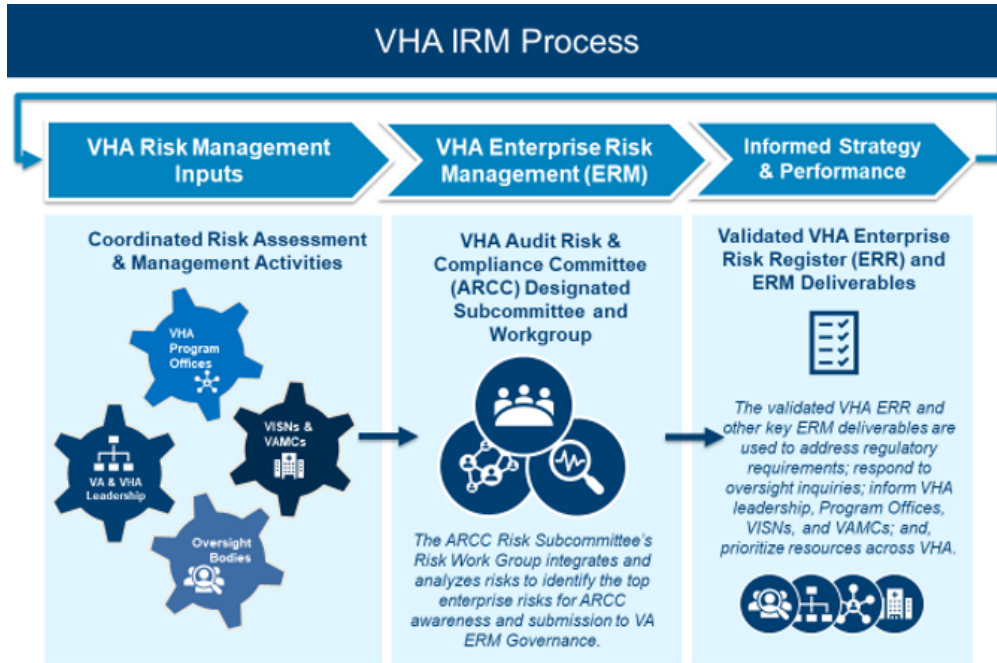 VHA IRM Process
VHA Risk Management
Inputs
VHA Enterprise Risk
Management (ERM)
Informed Strategy
& Performance
Coordinated Risk Assessment
& Management Activities
VHA
Program
Offices
VISNs &
VAMCs
VA & VHA
Leadership
Oversight
Bodies
VHA Audit Risk &
Compliance Committee
(ARCC) Designated
Subcommittee and
Workgroup
The ARCC Risk Subcommittee's
Risk Work Group integrates and
analyzes risks to identify the top
enterprise risks for ARCC
awareness and submission to VA
ERM Governance.
Validated VHA Enterprise
Risk Register (ERR) and
ERM Deliverables
The validated VHA ERR and
other key ERM deliverables are
used to address regulatory
requirements; respond to
oversight inquiries; inform VHA
leadership, Program Offices,
VISNs, and VAMCs; and,
prioritize resources across VHA.